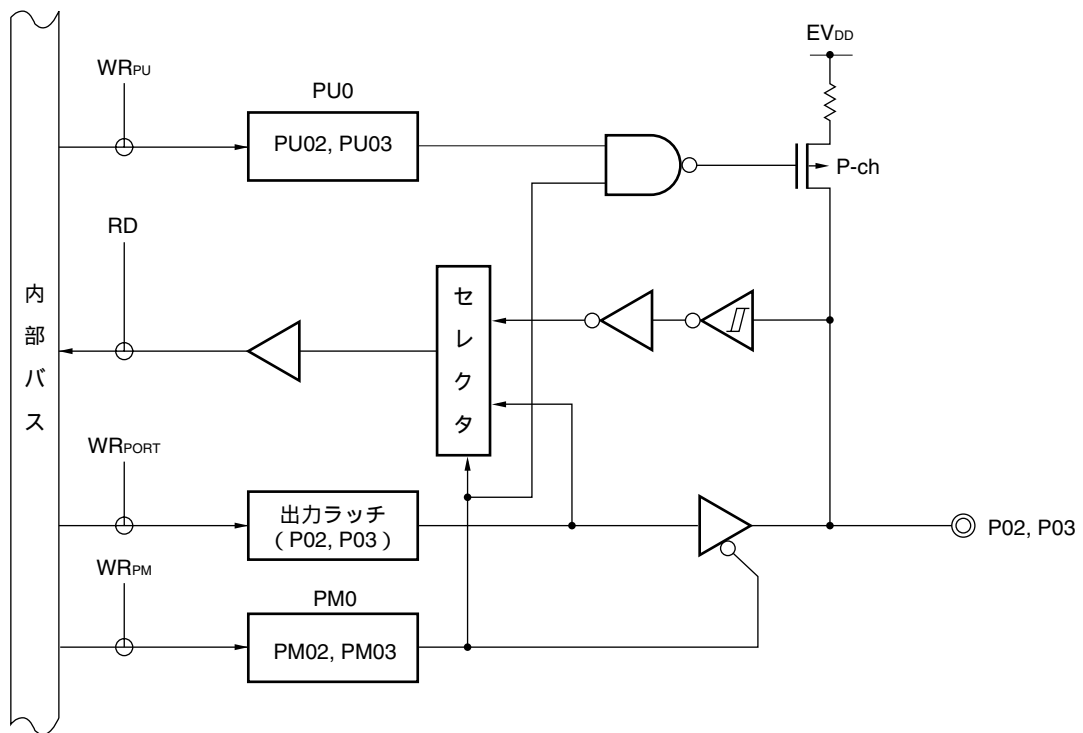 EVDD
WRPU
PU0
PU02, PU03
P-ch
RD
内部バス
セレクタ
WRPORT
出力ラッチ
( P02, P03 )
P02, P03
WRPM
PM0
PM02, PM03